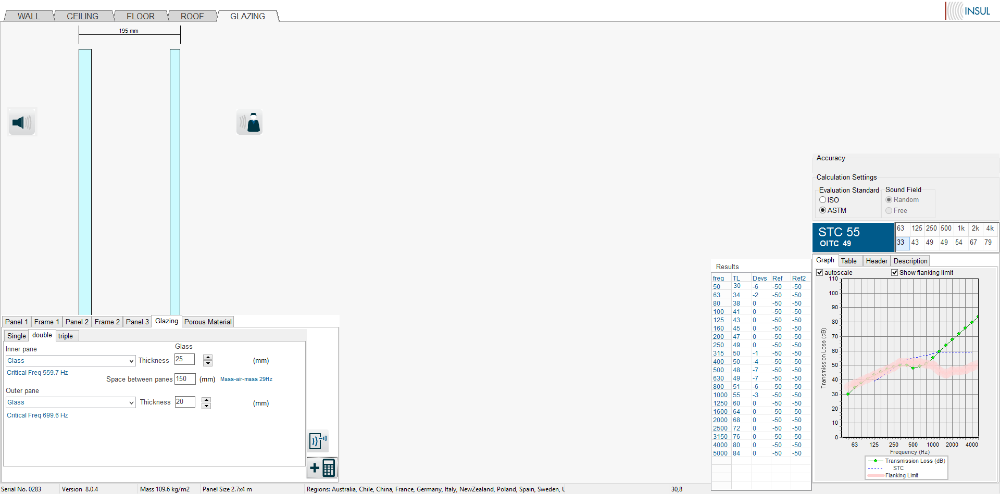 WALL CEILING FLOOR ROOF GLAZING
INSUL
195 mm
Accuracy
Calculation Settings
Evaluation Standard Sound Field
ISO Random
ASTM Free
STC 55
OITC 49
63 125 250 500 1k 2k 4k
33 43 49 49 54 67 79
Graph Table Header Description
autoscale Show flanking limit
Results
freq TL Devs Ref Ref2
50 30 -6 -50 -50
63 34 -2 -50 -50
80 38 0 -50 -50
100 41 0 -50 -50
125 43 0 -50 -50
160 45 0 -50 -50
200 47 0 -50 -50
250 49 0 -50 -50
315 50 -1 -50 -50
400 50 -4 -50 -50
500 48 -7 -50 -50
630 49 -7 -50 -50
800 51 -6 -50 -50
1000 55 -3 -50 -50
1250 60 0 -50 -50
1600 64 0 -50 -50
2000 68 0 -50 -50
2500 72 0 -50 -50
3150 76 0 -50 -50
4000 80 0 -50 -50
5000 84 0 -50 -50
110
100
90
80
70
60
50
40
30
20
10
0
Transmission Loss (dB)
63 125 250 500 1000 2000 4000
Frequency (Hz)
Transmission Loss (dB)
STC
Flanking Limit
Panel 1 Frame 1 Panel 2 Frame 2 Panel 3 Glazing Porous Material
Single double triple
Inner pane Glass
Glass Thickness 25 (mm)
Critical Freq 559.7 Hz
Space between panes 150 (mm) Mass-air-mass 29Hz
Outer pane
Glass Thickness 20 (mm)
Critical Freq 699.6 Hz
Serial No. 0283 Version 8.0.4 Mass 109.6 kg/m2 Panel Size 2.7x4 m Regions: Australia, Chile, China, France, Germany, Italy, NewZealand, Poland, Spain, Sweden, 30,8